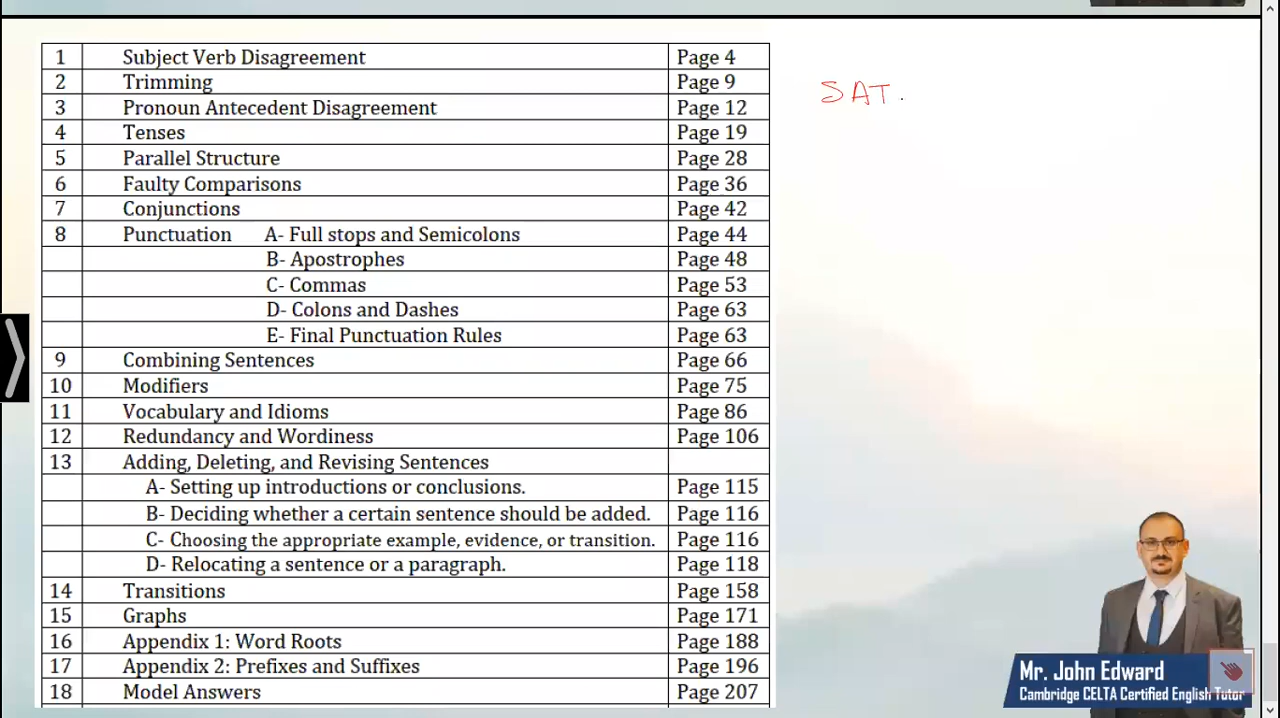 1 Subject Verb Disagreement Page 4
2 Trimming Page 9
3 Pronoun Antecedent Disagreement Page 12
4 Tenses Page 19
5 Parallel Structure Page 28
6 Faulty Comparisons Page 36
7 Conjunctions Page 42
8 Punctuation A- Full stops and Semicolons Page 44
B- Apostrophes Page 48
C- Commas Page 53
D- Colons and Dashes Page 63
E- Final Punctuation Rules Page 63
9 Combining Sentences Page 66
10 Modifiers Page 75
11 Vocabulary and Idioms Page 86
12 Redundancy and Wordiness Page 106
13 Adding, Deleting, and Revising Sentences
A- Setting up introductions or conclusions. Page 115
B- Deciding whether a certain sentence should be added. Page 116
C- Choosing the appropriate example, evidence, or transition. Page 116
D- Relocating a sentence or a paragraph. Page 118
14 Transitions Page 158
15 Graphs Page 171
16 Appendix 1: Word Roots Page 188
17 Appendix 2: Prefixes and Suffixes Page 196
18 Model Answers Page 207
SAT.
Mr. John Edward
Cambridge CELTA Certified English Tutor